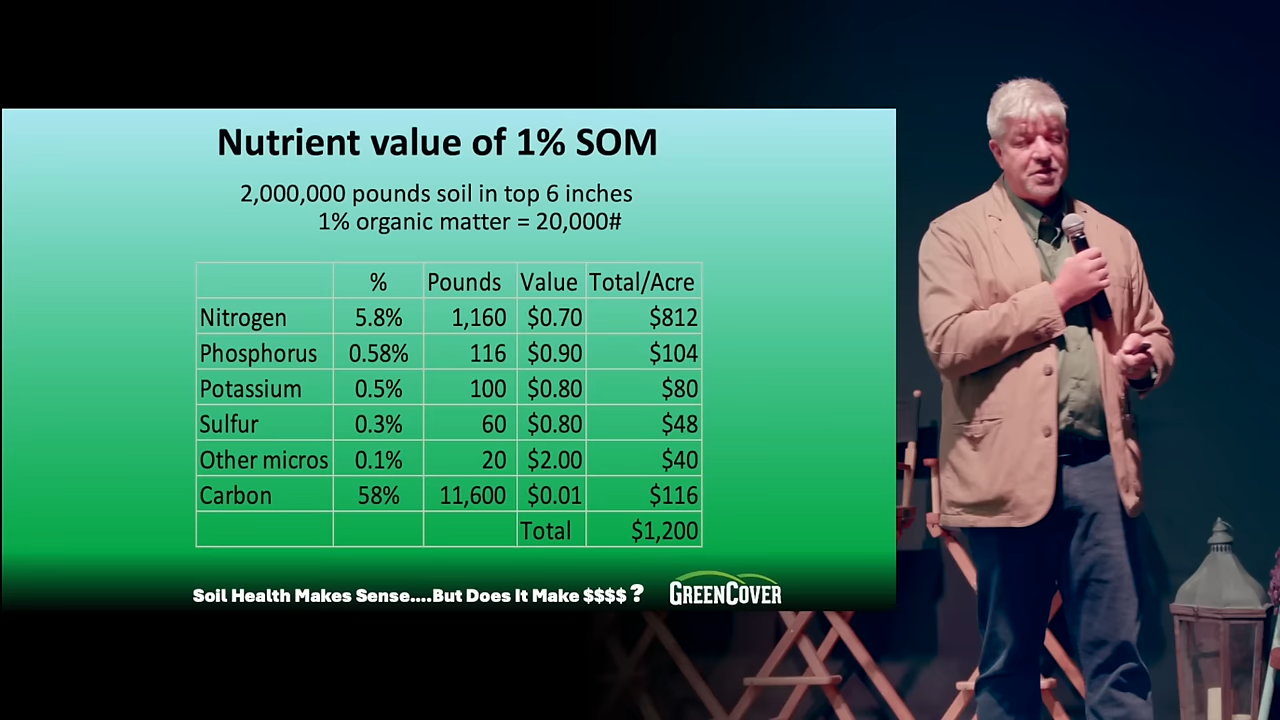 Nutrient value of 1% SOM
2,000,000 pounds soil in top 6 inches
1% organic matter = 20,000#
% Pounds Value Total/Acre
Nitrogen 5.8% 1,160 $0.70 $812
Phosphorus 0.58% 116 $0.90 $104
Potassium 0.5% 100 $0.80 $80
Sulfur 0.3% 60 $0.80 $48
Other micros 0.1% 20 $2.00 $40
Carbon 58% 11,600 $0.01 $116
Total $1,200
Soil Health Makes Sense....But Does It Make $$$$ ? GREENCOVER